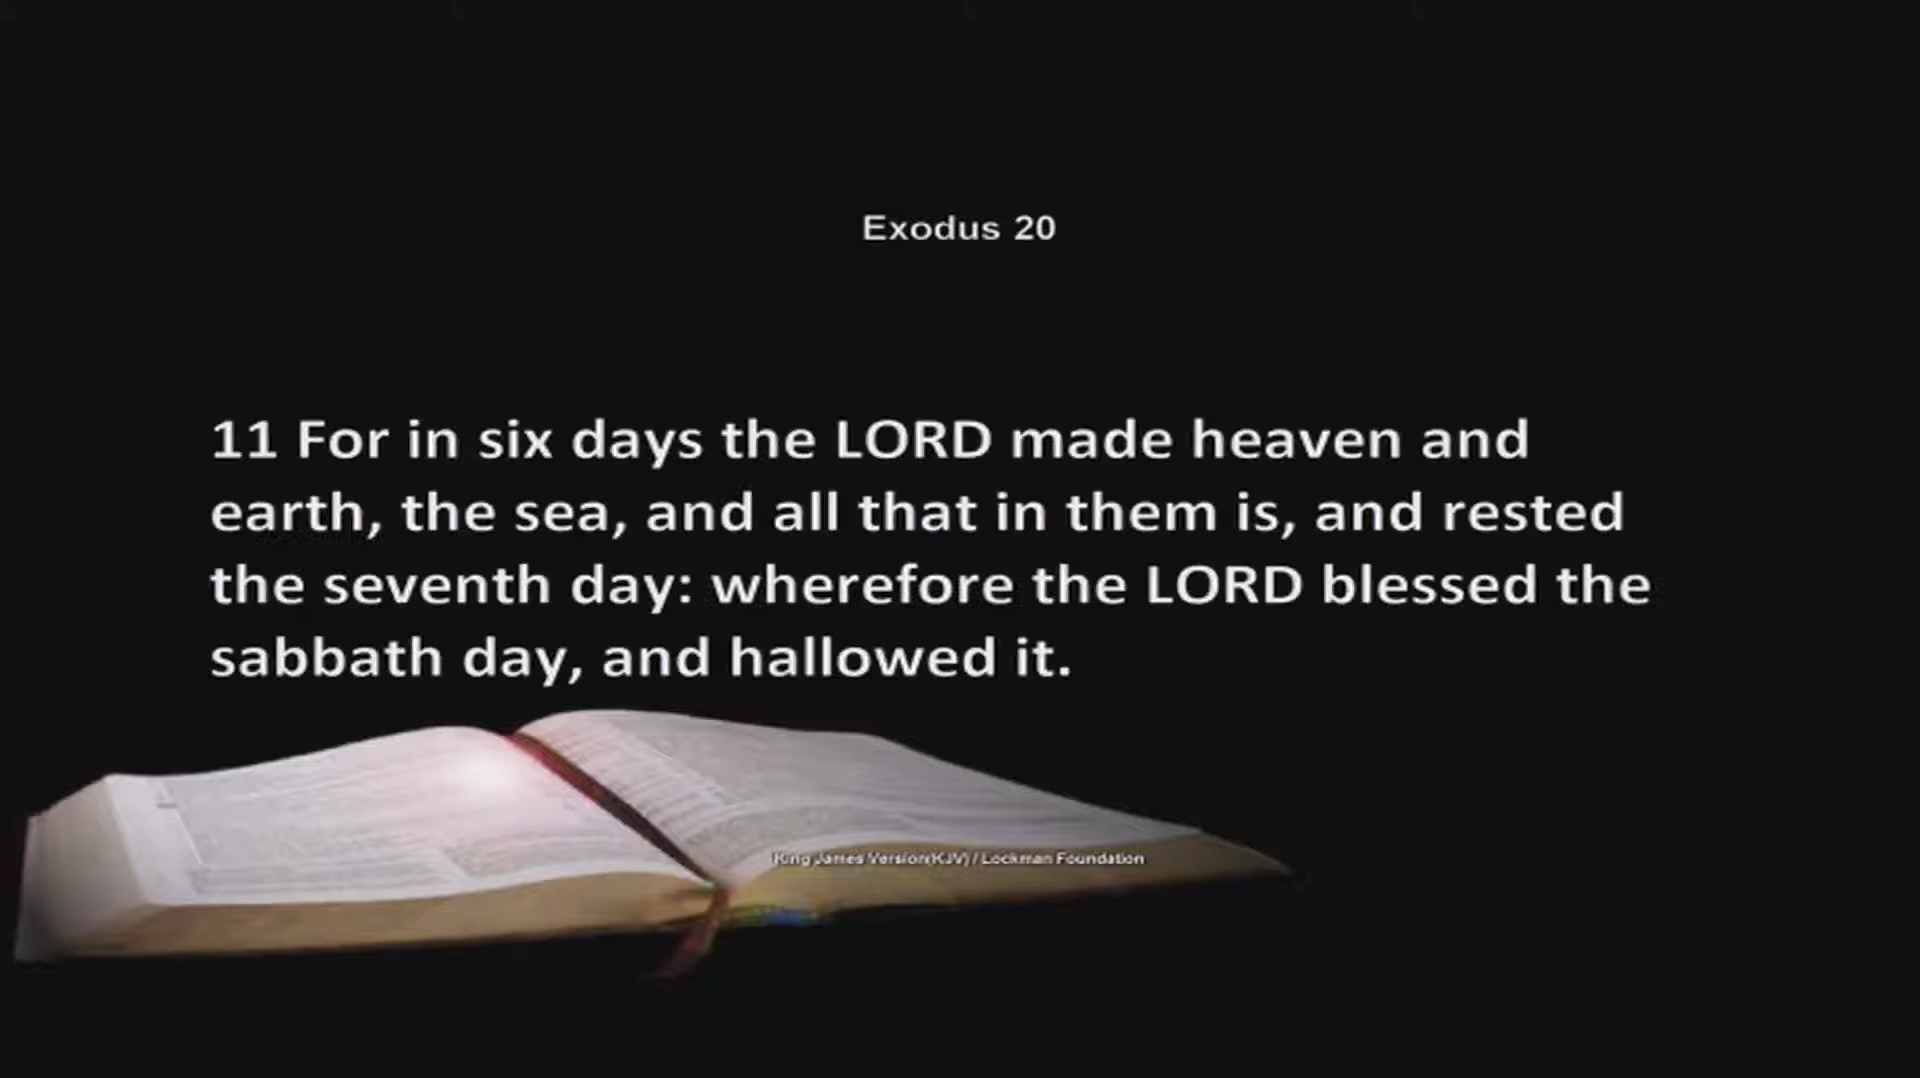 Exodus 20
11 For in six days the LORD made heaven and
earth, the sea, and all that in them is, and rested
the seventh day: wherefore the LORD blessed the
sabbath day, and hallowed it.
King James Version(KJV) / Lockman Foundation